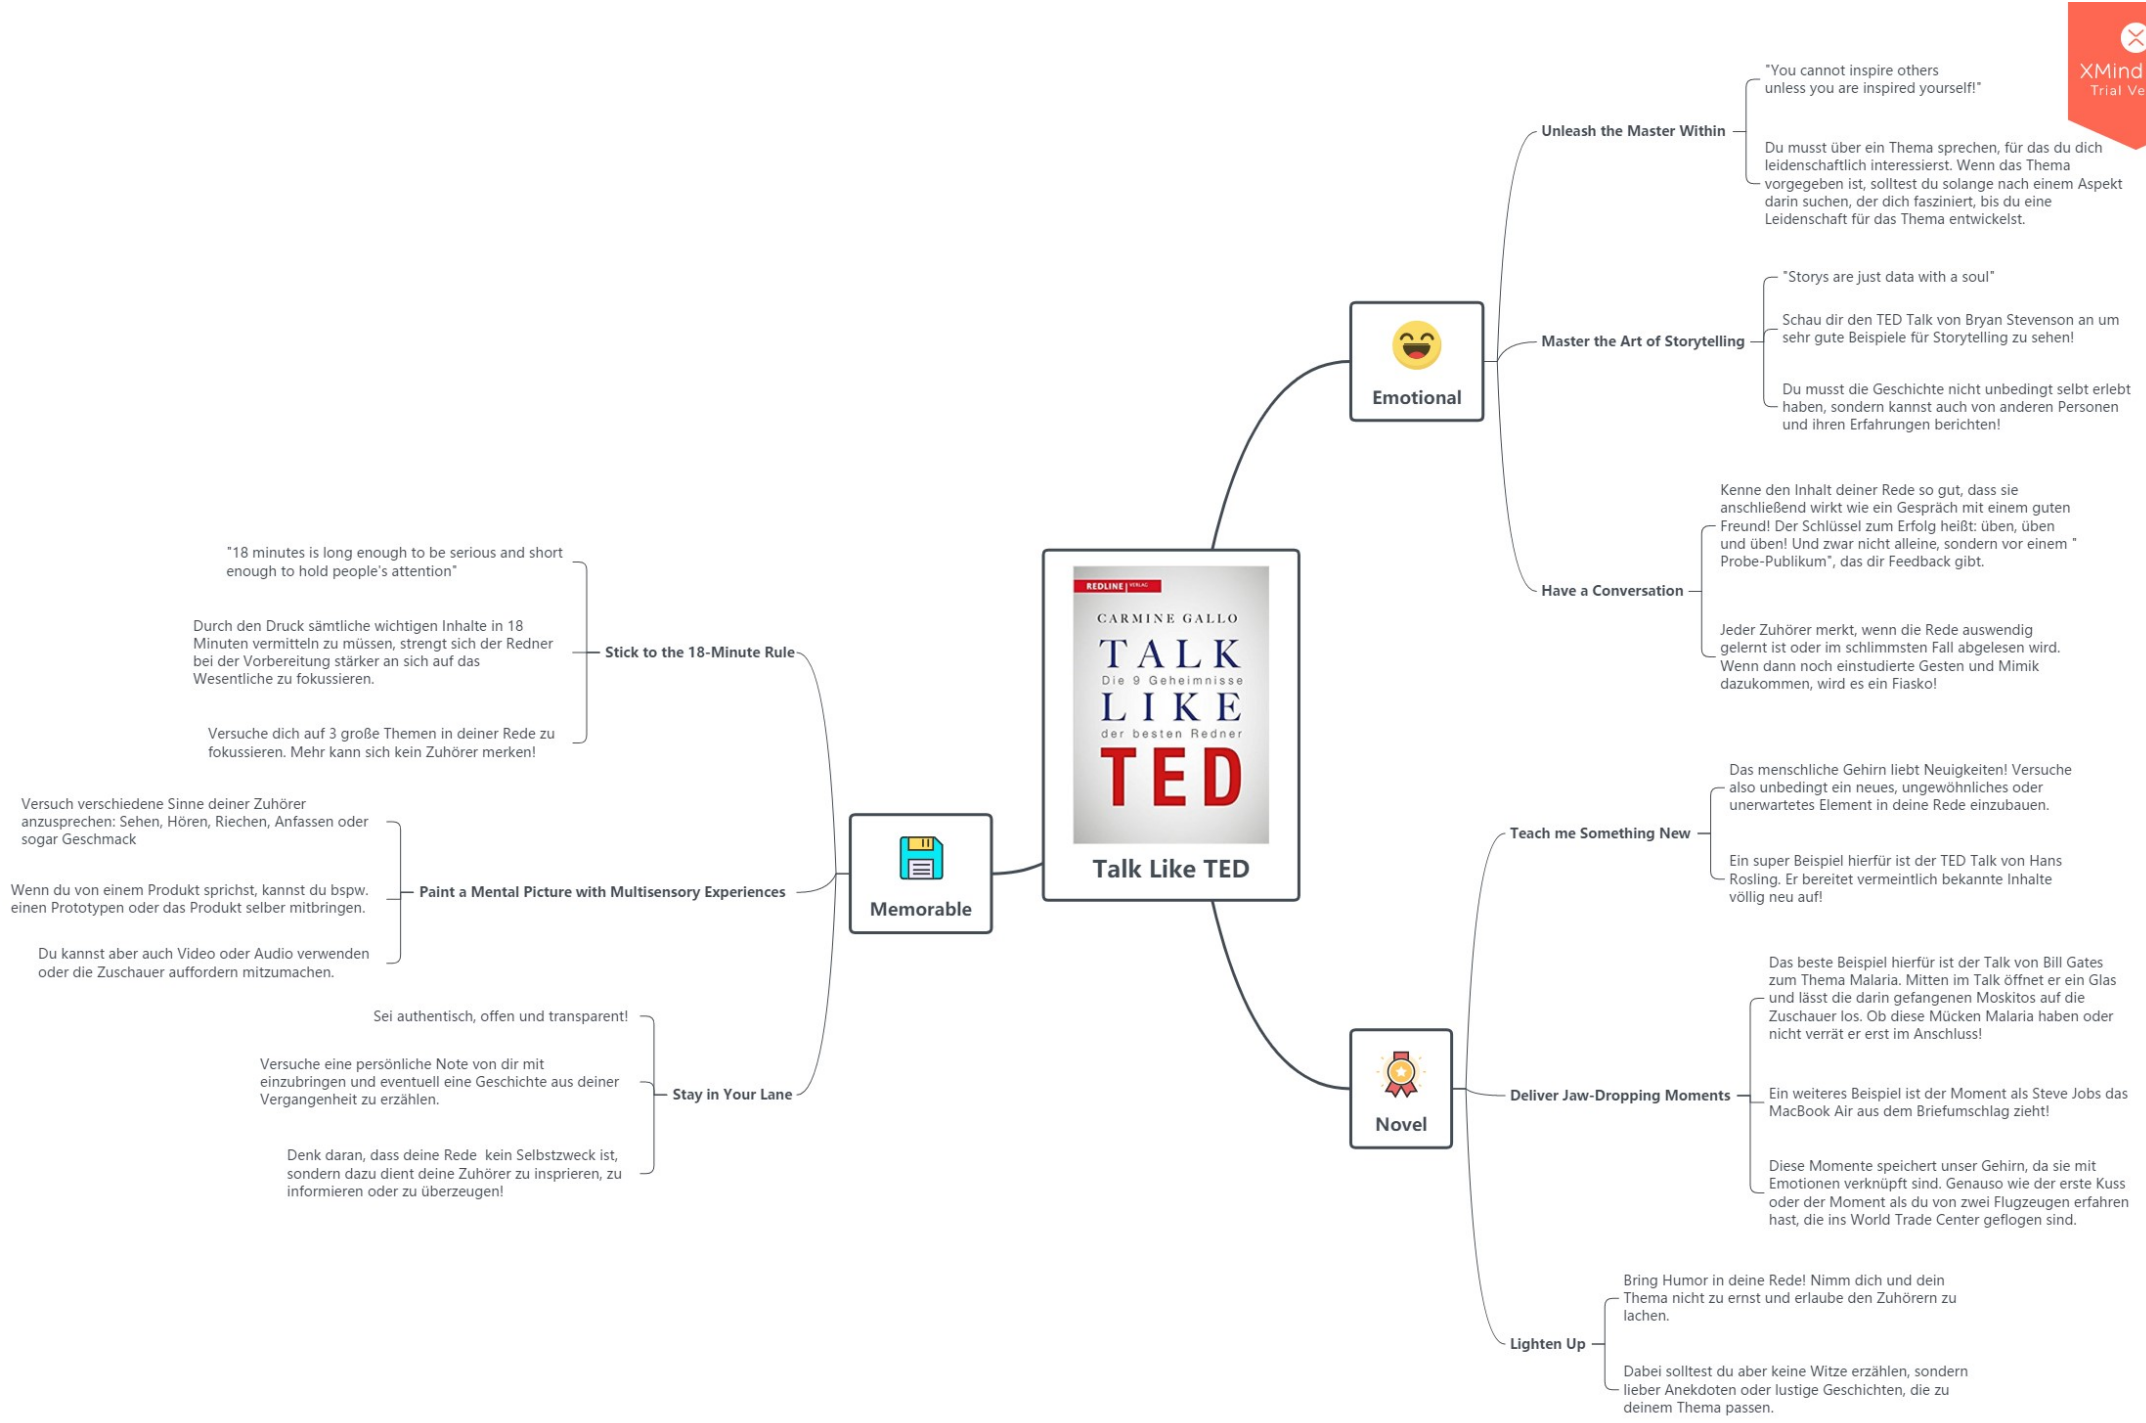 XMind
Trial Ve
"You cannot inspire others
unless you are inspired yourself!"
Unleash the Master Within
Du musst über ein Thema sprechen, für das du dich
leidenschaftlich interessierst. Wenn das Thema
vorgegeben ist, solltest du solange nach einem Aspekt
darin suchen, der dich fasziniert, bis du eine
Leidenschaft für das Thema entwickelst.
"Storys are just data with a soul"
Schau dir den TED Talk von Bryan Stevenson an um
sehr gute Beispiele für Storytelling zu sehen!
Master the Art of Storytelling
Du musst die Geschichte nicht unbedingt selbt erlebt
haben, sondern kannst auch von anderen Personen
und ihren Erfahrungen berichten!
Emotional
Kenne den Inhalt deiner Rede so gut, dass sie
anschließend wirkt wie ein Gespräch mit einem guten
Freund! Der Schlüssel zum Erfolg heißt: üben, üben
und üben! Und zwar nicht alleine, sondern vor einem "
Probe-Publikum", das dir Feedback gibt.
Have a Conversation
Jeder Zuhörer merkt, wenn die Rede auswendig
gelernt ist oder im schlimmsten Fall abgelesen wird.
Wenn dann noch einstudierte Gesten und Mimik
dazukommen, wird es ein Fiasko!
"18 minutes is long enough to be serious and short
enough to hold people's attention"
Durch den Druck sämtliche wichtigen Inhalte in 18
Minuten vermitteln zu müssen, strengt sich der Redner
bei der Vorbereitung stärker an sich auf das
Wesentliche zu fokussieren.
Stick to the 18-Minute Rule
Versuche dich auf 3 große Themen in deiner Rede zu
fokussieren. Mehr kann sich kein Zuhörer merken!
REDLINE VERLAG
CARMINE GALLO
TALK
Die 9 Geheimnisse
LIKE
der besten Redner
TED
Talk Like TED
Versuch verschiedene Sinne deiner Zuhörer
anzusprechen: Sehen, Hören, Riechen, Anfassen oder
sogar Geschmack
Wenn du von einem Produkt sprichst, kannst du bspw.
einen Prototypen oder das Produkt selber mitbringen.
Paint a Mental Picture with Multisensory Experiences
Du kannst aber auch Video oder Audio verwenden
oder die Zuschauer auffordern mitzumachen.
Memorable
Sei authentisch, offen und transparent!
Versuche eine persönliche Note von dir mit
einzubringen und eventuell eine Geschichte aus deiner
Vergangenheit zu erzählen.
Stay in Your Lane
Denk daran, dass deine Rede  kein Selbstzweck ist,
sondern dazu dient deine Zuhörer zu insprieren, zu
informieren oder zu überzeugen!
Das menschliche Gehirn liebt Neuigkeiten! Versuche
also unbedingt ein neues, ungewöhnliches oder
unerwartetes Element in deine Rede einzubauen.
Teach me Something New
Ein super Beispiel hierfür ist der TED Talk von Hans
Rosling. Er bereitet vermeintlich bekannte Inhalte
völlig neu auf!
Das beste Beispiel hierfür ist der Talk von Bill Gates
zum Thema Malaria. Mitten im Talk öffnet er ein Glas
und lässt die darin gefangenen Moskitos auf die
Zuschauer los. Ob diese Mücken Malaria haben oder
nicht verrät er erst im Anschluss!
Deliver Jaw-Dropping Moments
Ein weiteres Beispiel ist der Moment als Steve Jobs das
MacBook Air aus dem Briefumschlag zieht!
Novel
Diese Momente speichert unser Gehirn, da sie mit
Emotionen verknüpft sind. Genauso wie der erste Kuss
oder der Moment als du von zwei Flugzeugen erfahren
hast, die ins World Trade Center geflogen sind.
Bring Humor in deine Rede! Nimm dich und dein
Thema nicht zu ernst und erlaube den Zuhörern zu
lachen.
Lighten Up
Dabei solltest du aber keine Witze erzählen, sondern
lieber Anekdoten oder lustige Geschichten, die zu
deinem Thema passen.